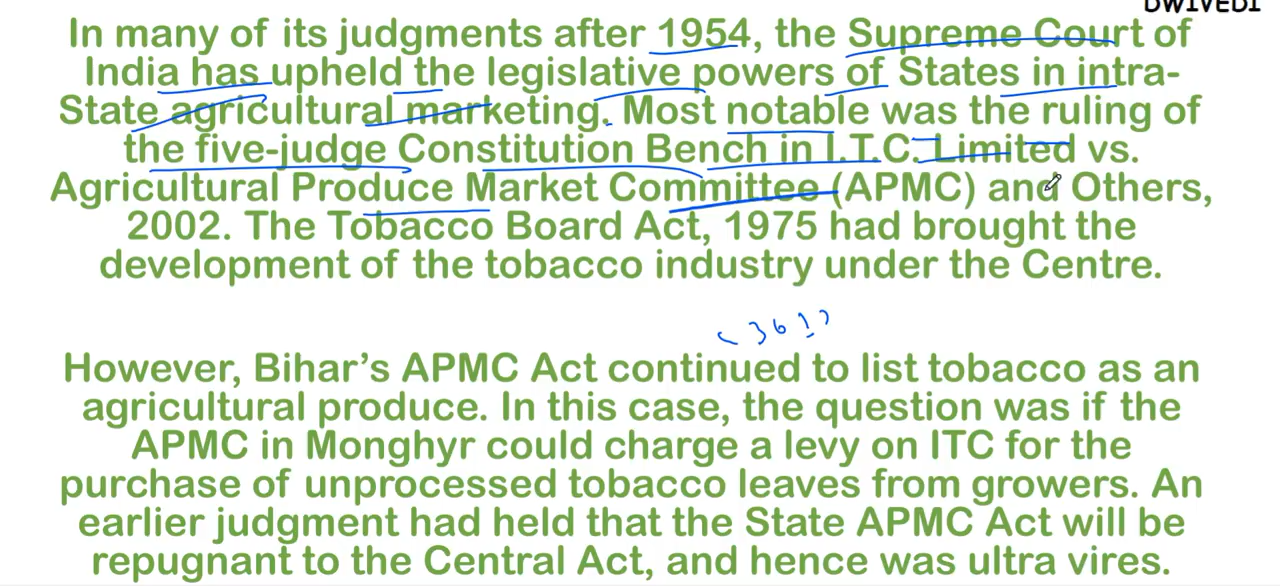 DWIVEDI
In many of its judgments after 1954, the Supreme Court of
India has upheld the legislative powers of States in intra-
State agricultural marketing. Most notable was the ruling of
the five-judge Constitution Bench in I.T.C. Limited vs.
Agricultural Produce Market Committee (APMC) and Others,
2002. The Tobacco Board Act, 1975 had brought the
development of the tobacco industry under the Centre.
However, Bihar's APMC Act continued to list tobacco as an
agricultural produce. In this case, the question was if the
APMC in Monghyr could charge a levy on ITC for the
purchase of unprocessed tobacco leaves from growers. An
earlier judgment had held that the State APMC Act will be
repugnant to the Central Act, and hence was ultra vires.